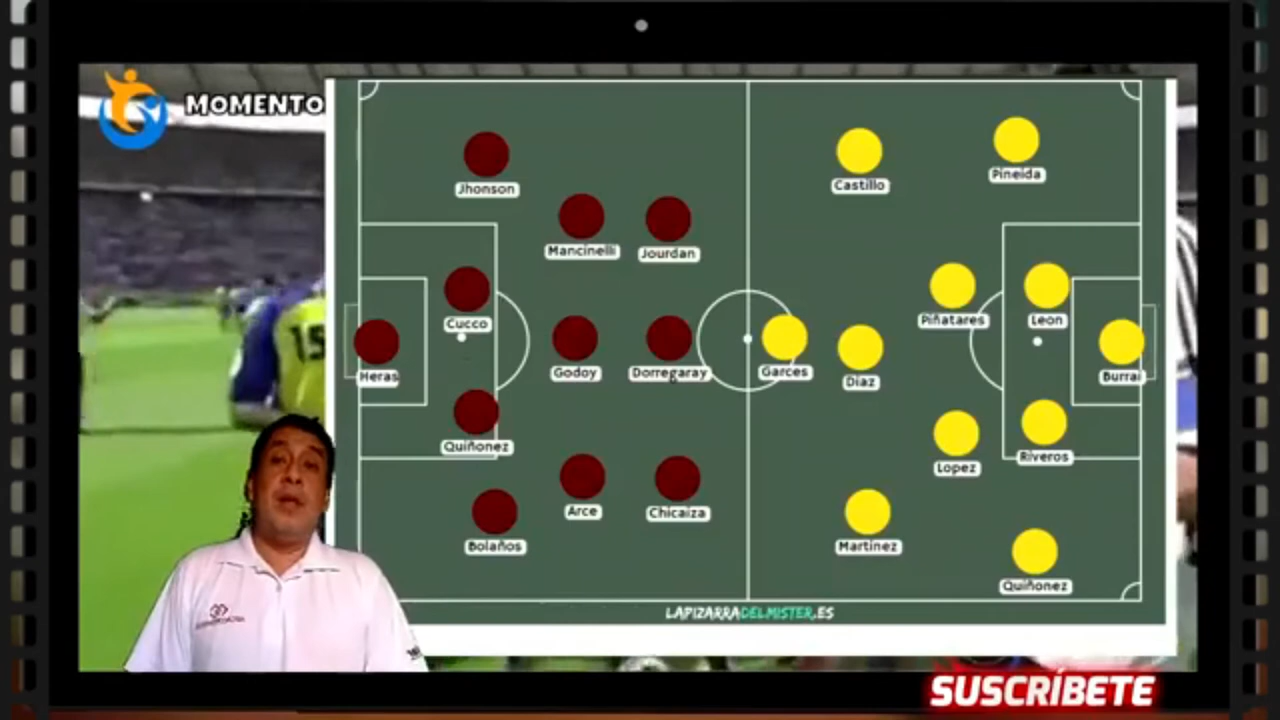 MOMENTO
15
Jhonson
Castillo
Pineida
Mancinelli
Jourdan
Cucco
Piñatares
Leon
Heras
Godoy
Dorregaray
Garces
Diaz
Burrai
Quiñonez
Lopez
Riveros
Arce
Chicaiza
Bolaños
Martinez
Quiñonez
LAPIZARRADELMISTER.ES
SUSCRÍBETE